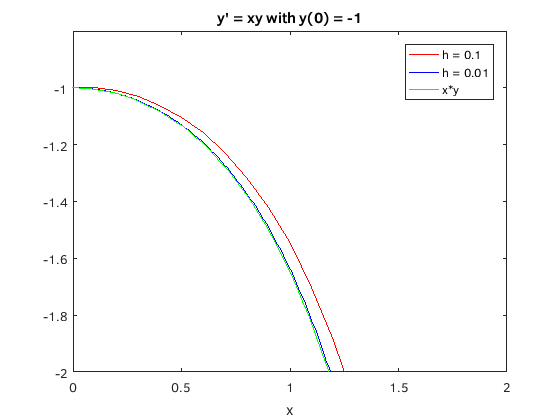 y' = xy with y(0) = -1
h = 0.1
h = 0.01
x*y
-1
-1.2
-1.4
-1.6
-1.8
-2
0
0.5
1
1.5
2
x